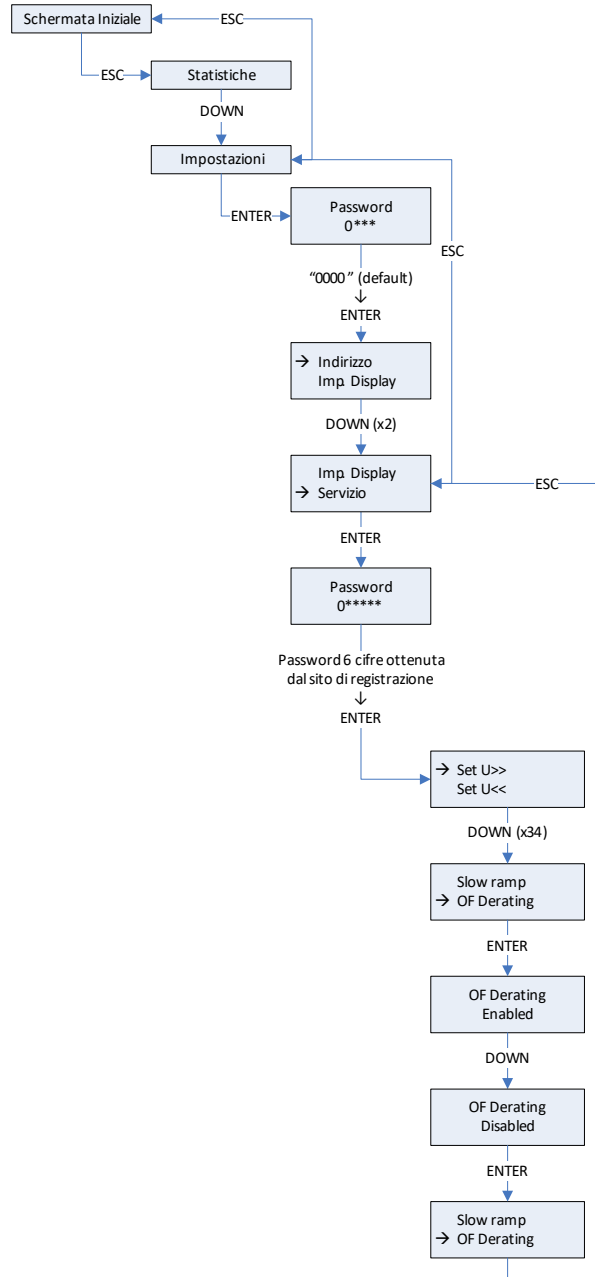 Schermata Iniziale
ESC
ESC
Statistiche
DOWN
Impostazioni
ENTER
Password
0***
ESC
“0000” (default)
↓
ENTER
→ Indirizzo
Imp. Display
DOWN (x2)
Imp. Display
→ Servizio
ESC
ENTER
Password
0*****
Password 6 cifre ottenuta
dal sito di registrazione
↓
ENTER
→ Set U>>
Set U<<
DOWN (x34)
Slow ramp
→ OF Derating
ENTER
OF Derating
Enabled
DOWN
OF Derating
Disabled
ENTER
Slow ramp
→ OF Derating